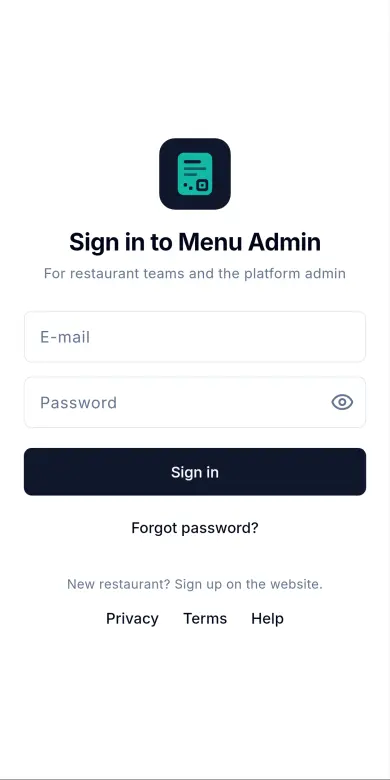 Sign in to Menu Admin
For restaurant teams and the platform admin
E-mail
Password
Sign in
Forgot password?
New restaurant? Sign up on the website.
Privacy Terms Help